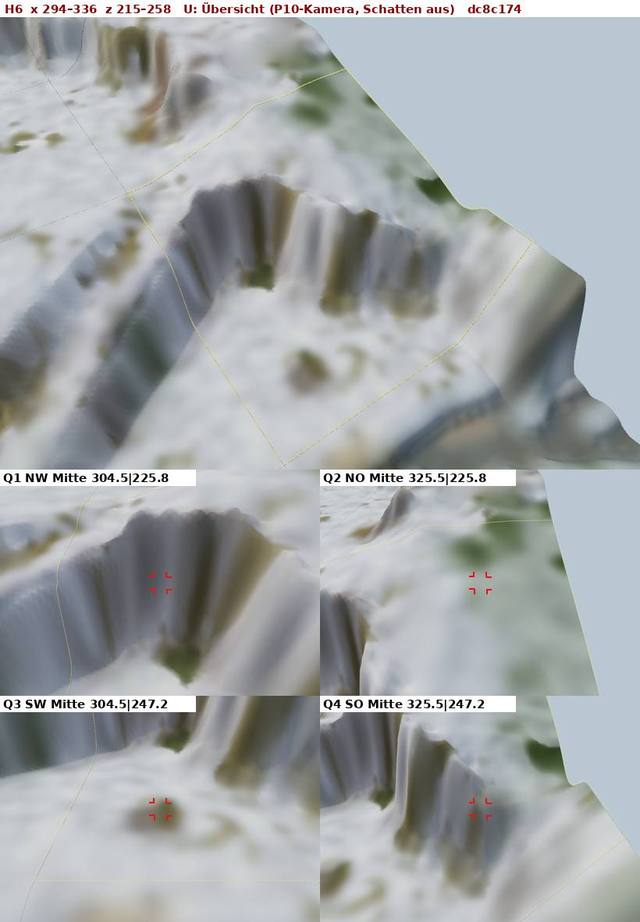 H6 x 294-336 z 215-258 U: Übersicht (P10-Kamera, Schatten aus) dc8c174
Q1 NW Mitte 304.5|225.8
Q2 NO Mitte 325.5|225.8
Q3 SW Mitte 304.5|247.2
Q4 SO Mitte 325.5|247.2